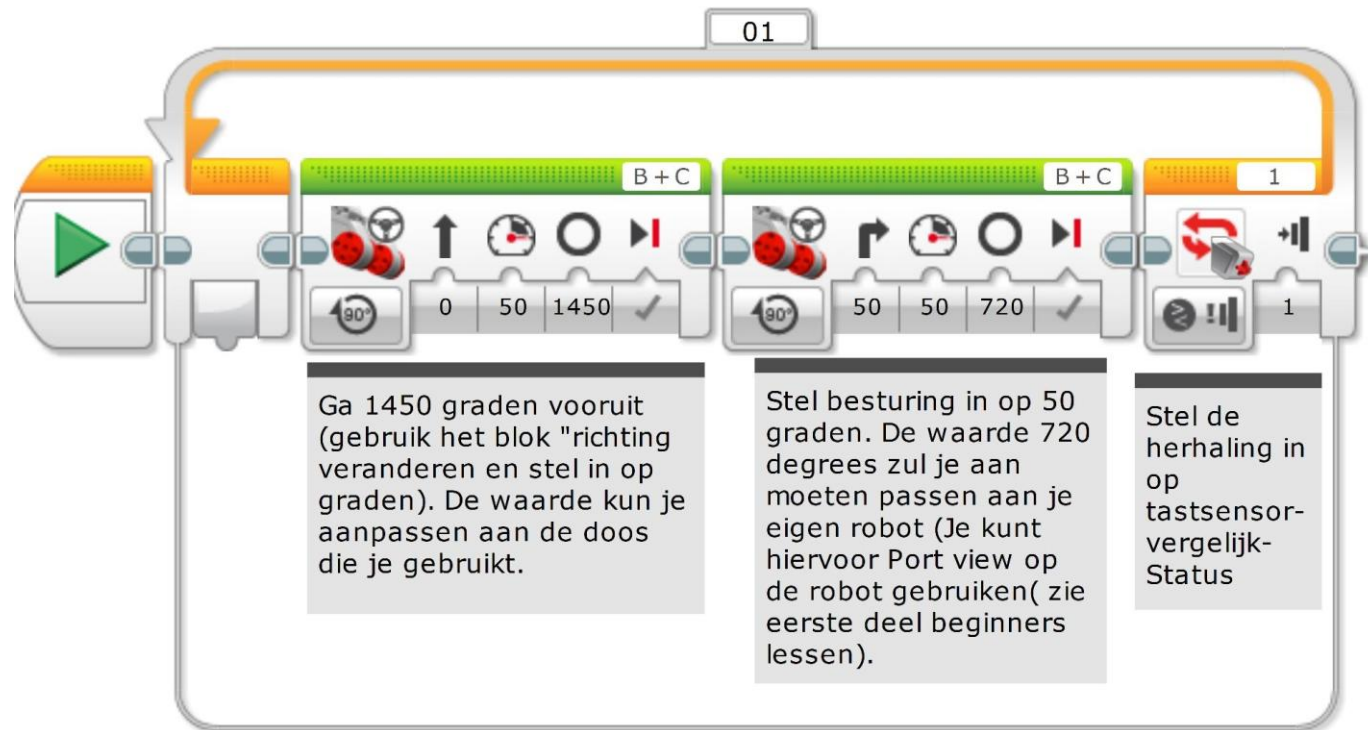 01
B + C
B + C
1
90°
0
50
1450
90°
50
50
720
1
Ga 1450 graden vooruit
(gebruik het blok "richting
veranderen en stel in op
graden). De waarde kun je
aanpassen aan de doos
die je gebruikt.
Stel besturing in op 50
graden. De waarde 720
degrees zul je aan
moeten passen aan je
eigen robot (Je kunt
hiervoor Port view op
de robot gebruiken( zie
eerste deel beginners
lessen).
Stel de
herhaling in
op
tastsensor-
vergelijk-
Status